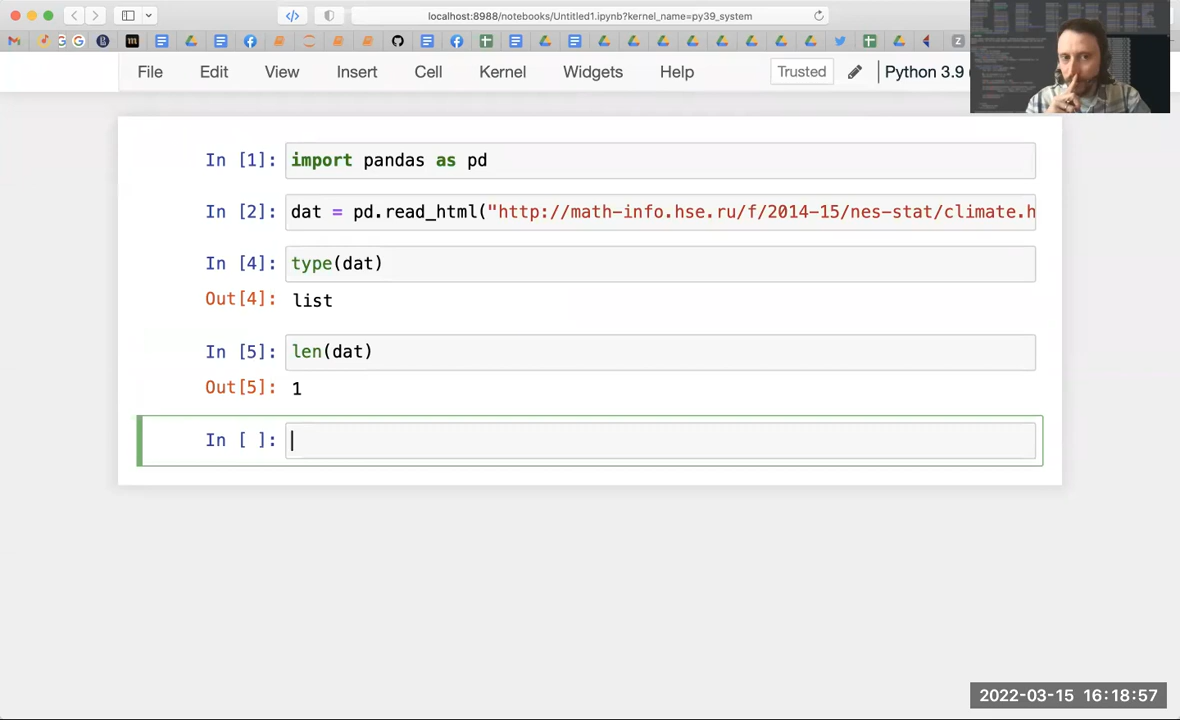 localhost:8988/notebooks/Untitled1.ipynb?kernel_name=py39_system
File Edit View Insert Cell Kernel Widgets Help Trusted Python 3.9
In [1]: import pandas as pd
In [2]: dat = pd.read_html("http://math-info.hse.ru/f/2014-15/nes-stat/climate.h
In [4]: type(dat)
Out[4]: list
In [5]: len(dat)
Out[5]: 1
In [ ]:
2022-03-15 16:18:57